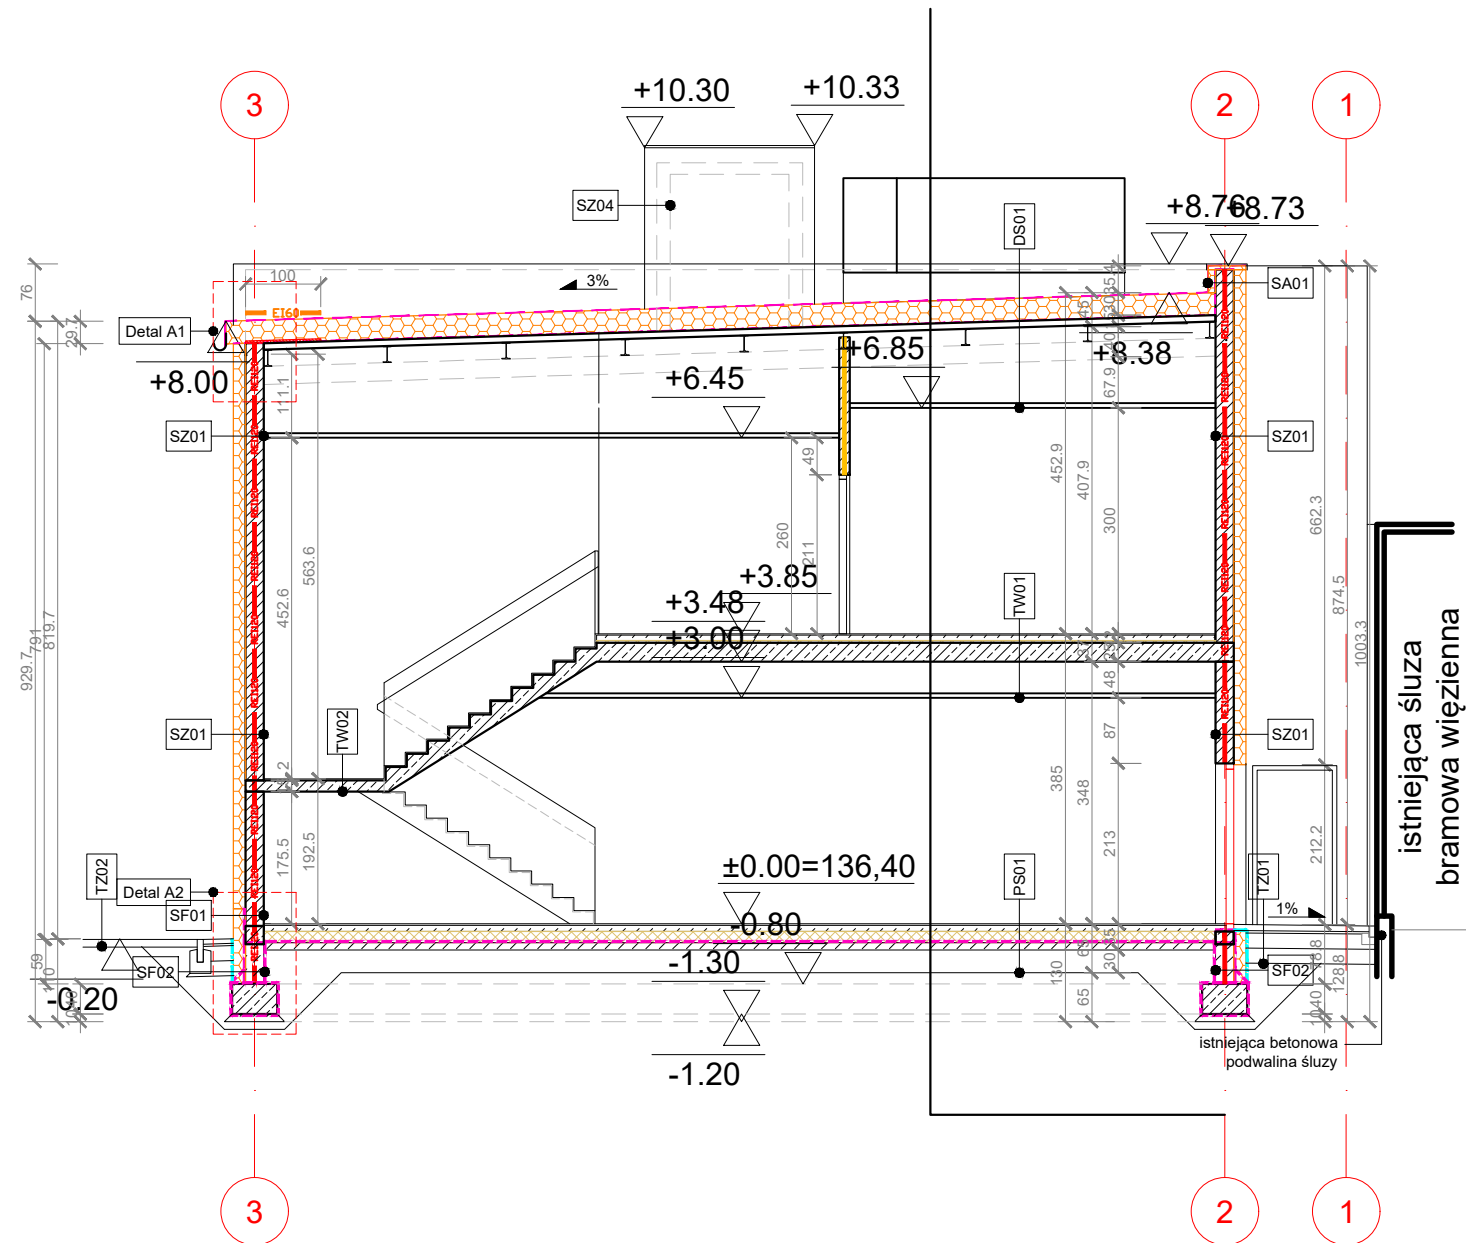 +10.30
+10.33
3
2
1
SZ04
DS01
+8.76
+8.73
100
3%
SA01
EI60
Detal A1
76
29.7
+8.00
111.1
+6.85
+8.38
+6.45
67.9
SZ01
SZ01
49
452.9
407.9
300
260
211
452.6
563.6
662.3
874.5
1003.3
929.7
791
819.7
+3.85
+3.48
+3.00
TW01
48
87
SZ01
SZ01
TW02
385
348
213
175.5
192.5
212.2
istniejąca śluza
bramowa więzienna
±0.00=136,40
TZ02
Detal A2
SF01
PS01
TZ01
1%
-0.80
-1.30
SF02
SF02
59
-0.20
130
65
128.8
-1.20
istniejąca betonowa
podwalina śluzy
3
2
1